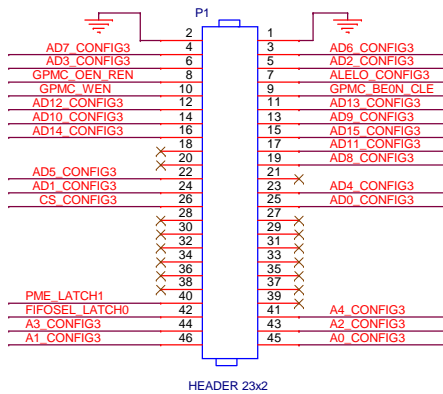 P1
2 1
AD7_CONFIG3 4 3 AD6_CONFIG3
AD3_CONFIG3 6 5 AD2_CONFIG3
GPMC_OEN_REN 8 7 ALELO_CONFIG3
GPMC_WEN 10 9 GPMC_BE0N_CLE
AD12_CONFIG3 12 11 AD13_CONFIG3
AD10_CONFIG3 14 13 AD9_CONFIG3
AD14_CONFIG3 16 15 AD15_CONFIG3
18 17 AD11_CONFIG3
20 19 AD8_CONFIG3
AD5_CONFIG3 22 21
AD1_CONFIG3 24 23 AD4_CONFIG3
CS_CONFIG3 26 25 AD0_CONFIG3
28 27
30 29
32 31
34 33
36 35
38 37
PME_LATCH1 40 39
FIFOSEL_LATCH0 42 41 A4_CONFIG3
A3_CONFIG3 44 43 A2_CONFIG3
A1_CONFIG3 46 45 A0_CONFIG3
HEADER 23x2